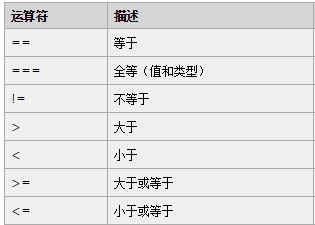 运算符 描述
== 等于
=== 全等（值和类型）
!= 不等于
> 大于
< 小于
>= 大于或等于
<= 小于或等于